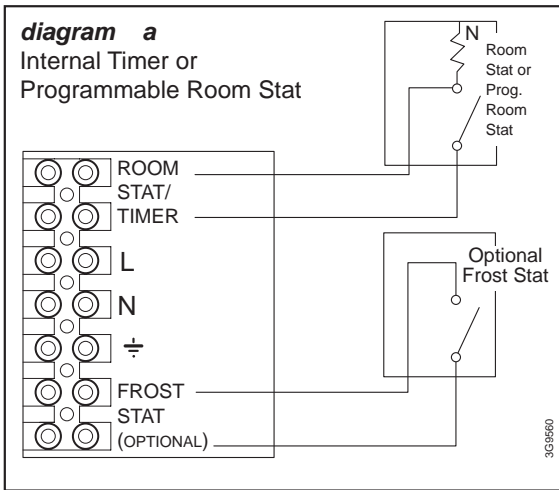 diagram a
Internal Timer or
Programmable Room Stat
N
Room
Stat or
Prog.
Room
Stat
ROOM
STAT/
TIMER
L
N
⏚
FROST
STAT
(OPTIONAL)
Optional
Frost Stat
3G9560